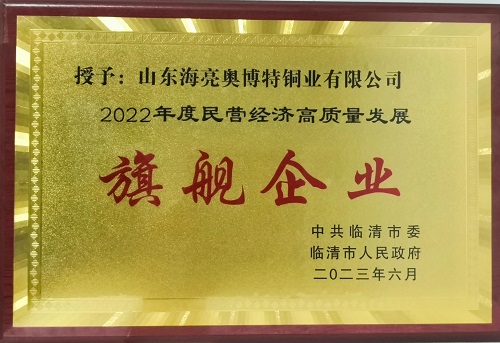 授予：山东海亮奥博特铜业有限公司
2022年度民营经济高质量发展
旗舰企业
中共临清市委
临清市人民政府
二〇二三年六月